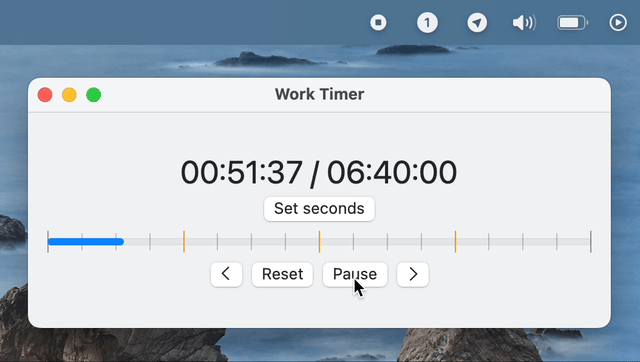 1
Work Timer
00:51:37 / 06:40:00
Set seconds
< Reset Pause >